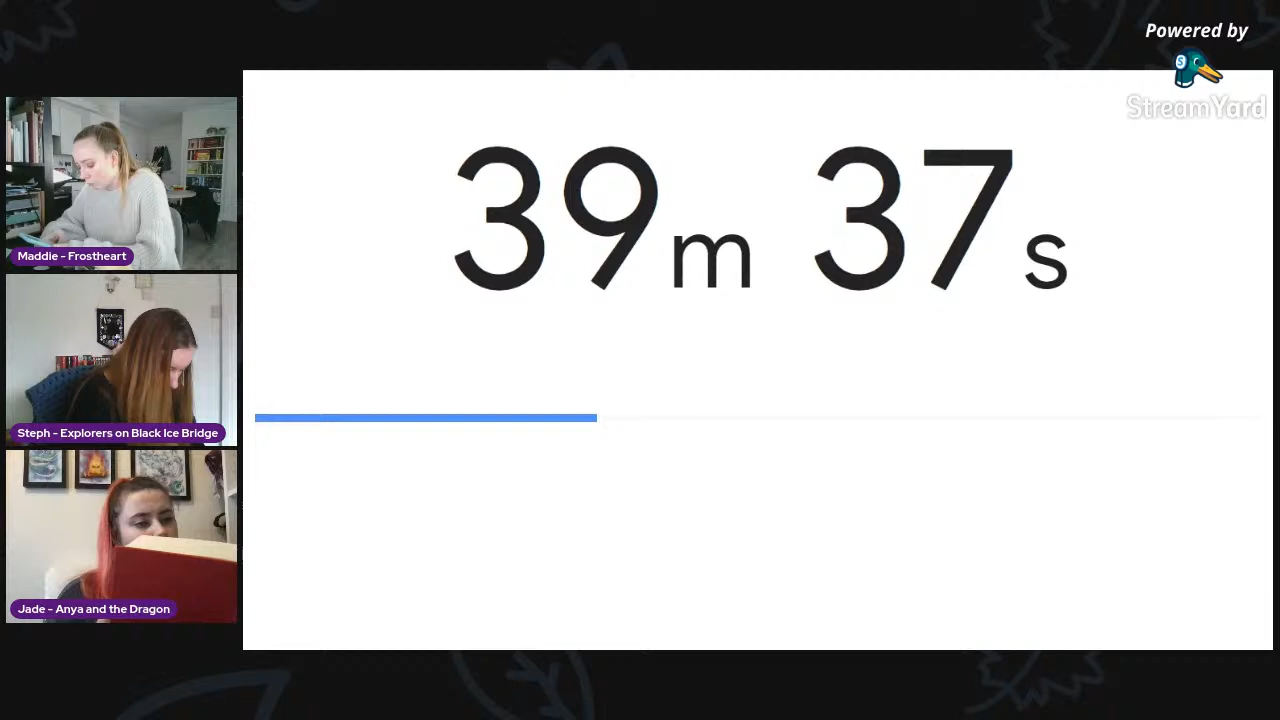 Powered by
StreamYard
39m 37s
Maddie - Frostheart
Steph - Explorers on Black Ice Bridge
Jade - Anya and the Dragon